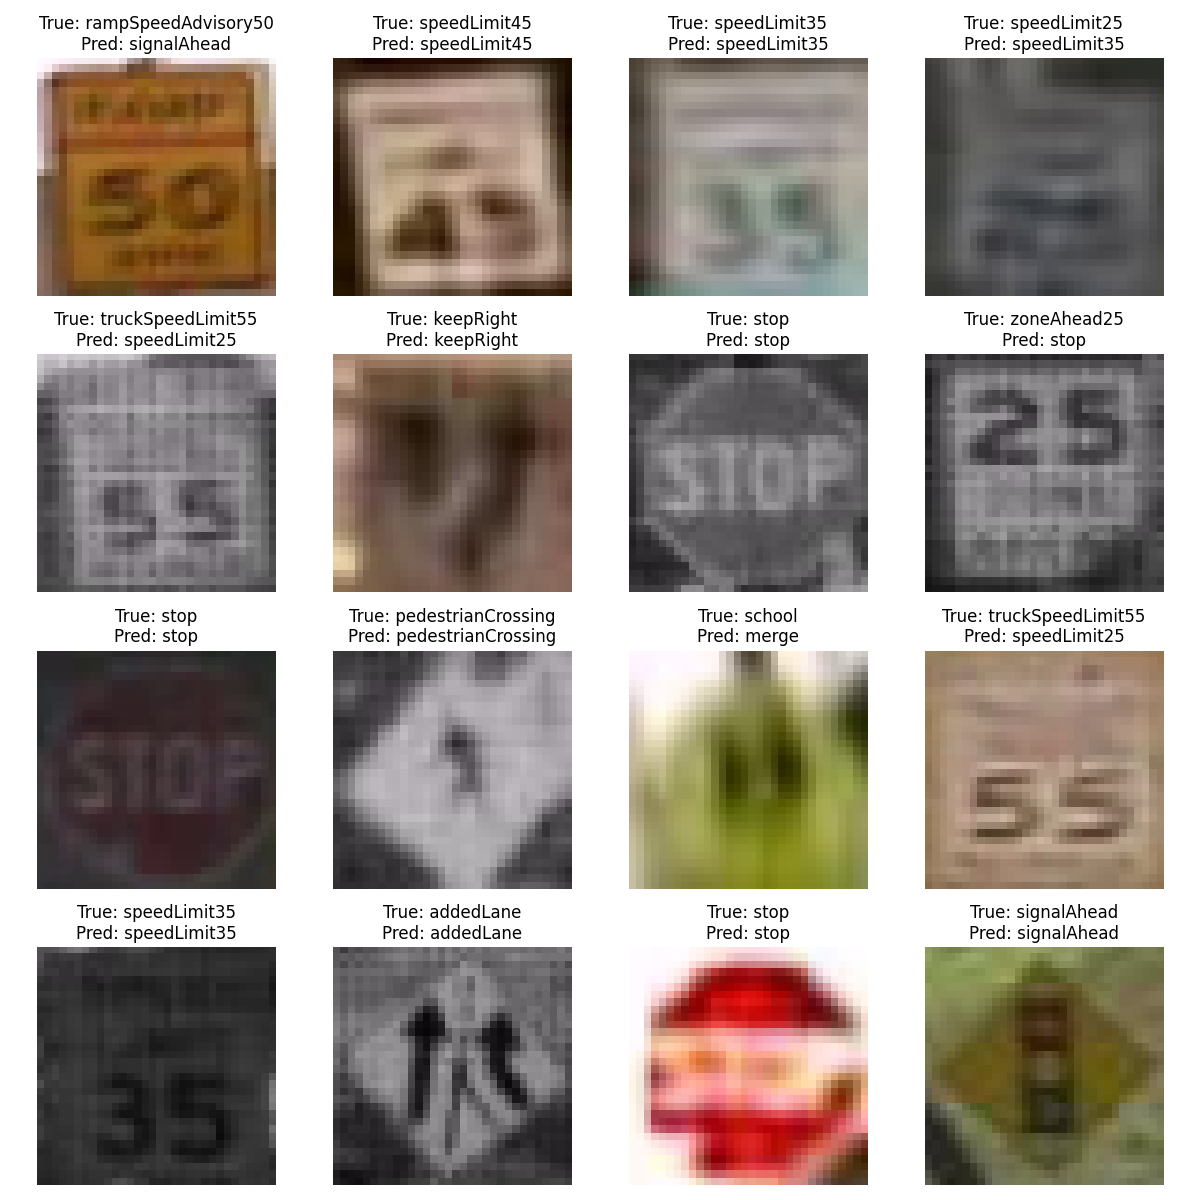 True: rampSpeedAdvisory50
Pred: signalAhead
True: speedLimit45
Pred: speedLimit45
True: speedLimit35
Pred: speedLimit35
True: speedLimit25
Pred: speedLimit35
50
45
35
True: truckSpeedLimit55
Pred: speedLimit25
True: keepRight
Pred: keepRight
True: stop
Pred: stop
True: zoneAhead25
Pred: stop
55
STOP
25
True: stop
Pred: stop
True: pedestrianCrossing
Pred: pedestrianCrossing
True: school
Pred: merge
True: truckSpeedLimit55
Pred: speedLimit25
STOP
55
True: speedLimit35
Pred: speedLimit35
True: addedLane
Pred: addedLane
True: stop
Pred: stop
True: signalAhead
Pred: signalAhead
35